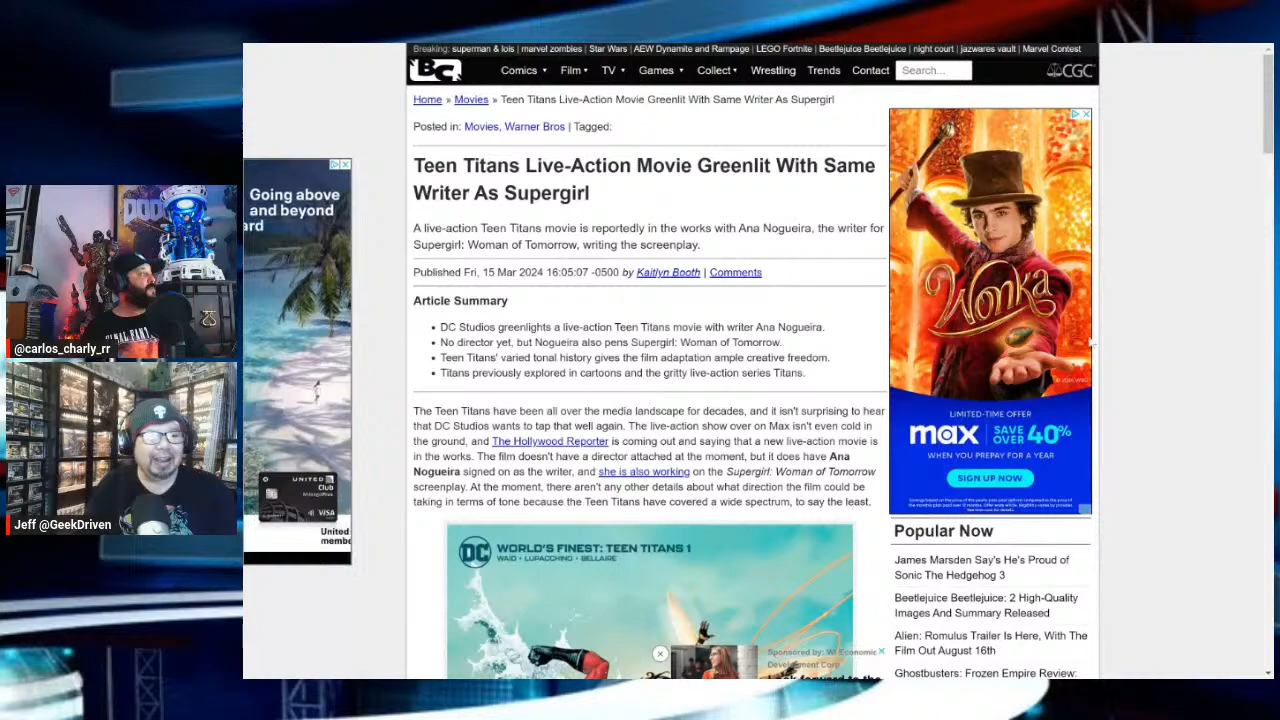 Breaking: superman & lois | marvel zombies | Star Wars | AEW Dynamite and Rampage | LEGO Fortnite | Beetlejuice Beetlejuice | night court | jazwares vault | Marvel Contest
BC
Comics
Film
TV
Games
Collect
Wrestling
Trends
Contact
Search...
CGC
Home » Movies » Teen Titans Live-Action Movie Greenlit With Same Writer As Supergirl
Posted in: Movies, Warner Bros | Tagged:
Teen Titans Live-Action Movie Greenlit With Same
Writer As Supergirl
A live-action Teen Titans movie is reportedly in the works with Ana Nogueira, the writer for
Supergirl: Woman of Tomorrow, writing the screenplay.
Published Fri, 15 Mar 2024 16:05:07 -0500 by Kaitlyn Booth | Comments
Article Summary
• DC Studios greenlights a live-action Teen Titans movie with writer Ana Nogueira.
• No director yet, but Nogueira also pens Supergirl: Woman of Tomorrow.
• Teen Titans' varied tonal history gives the film adaptation ample creative freedom.
• Titans previously explored in cartoons and the gritty live-action series Titans.
The Teen Titans have been all over the media landscape for decades, and it isn't surprising to hear
that DC Studios wants to tap that well again. The live-action show over on Max isn't even cold in
the ground, and The Hollywood Reporter is coming out and saying that a new live-action movie is
in the works. The film doesn't have a director attached at the moment, but it does have Ana
Nogueira signed on as the writer, and she is also working on the Supergirl: Woman of Tomorrow
screenplay. At the moment, there aren't any other details about what direction the film could be
taking in terms of tone because the Teen Titans have covered a wide spectrum, to say the least.
DC
WORLD'S FINEST: TEEN TITANS 1
WAID • LUPACCHINO • BELLAIRE
Sponsored by: WI Economic
Development Corp
Going above
and beyond
ard
UNITED
Club
VISA
United
membe
DOO
@carlos_charly_rr
Jeff @GeekDriven
Wonka
LIMITED-TIME OFFER
max
SAVE
OVER 40%
WHEN YOU PREPAY FOR A YEAR
SIGN UP NOW
Popular Now
James Marsden Say's He's Proud of
Sonic The Hedgehog 3
Beetlejuice Beetlejuice: 2 High-Quality
Images And Summary Released
Alien: Romulus Trailer Is Here, With The
Film Out August 16th
Ghostbusters: Frozen Empire Review: